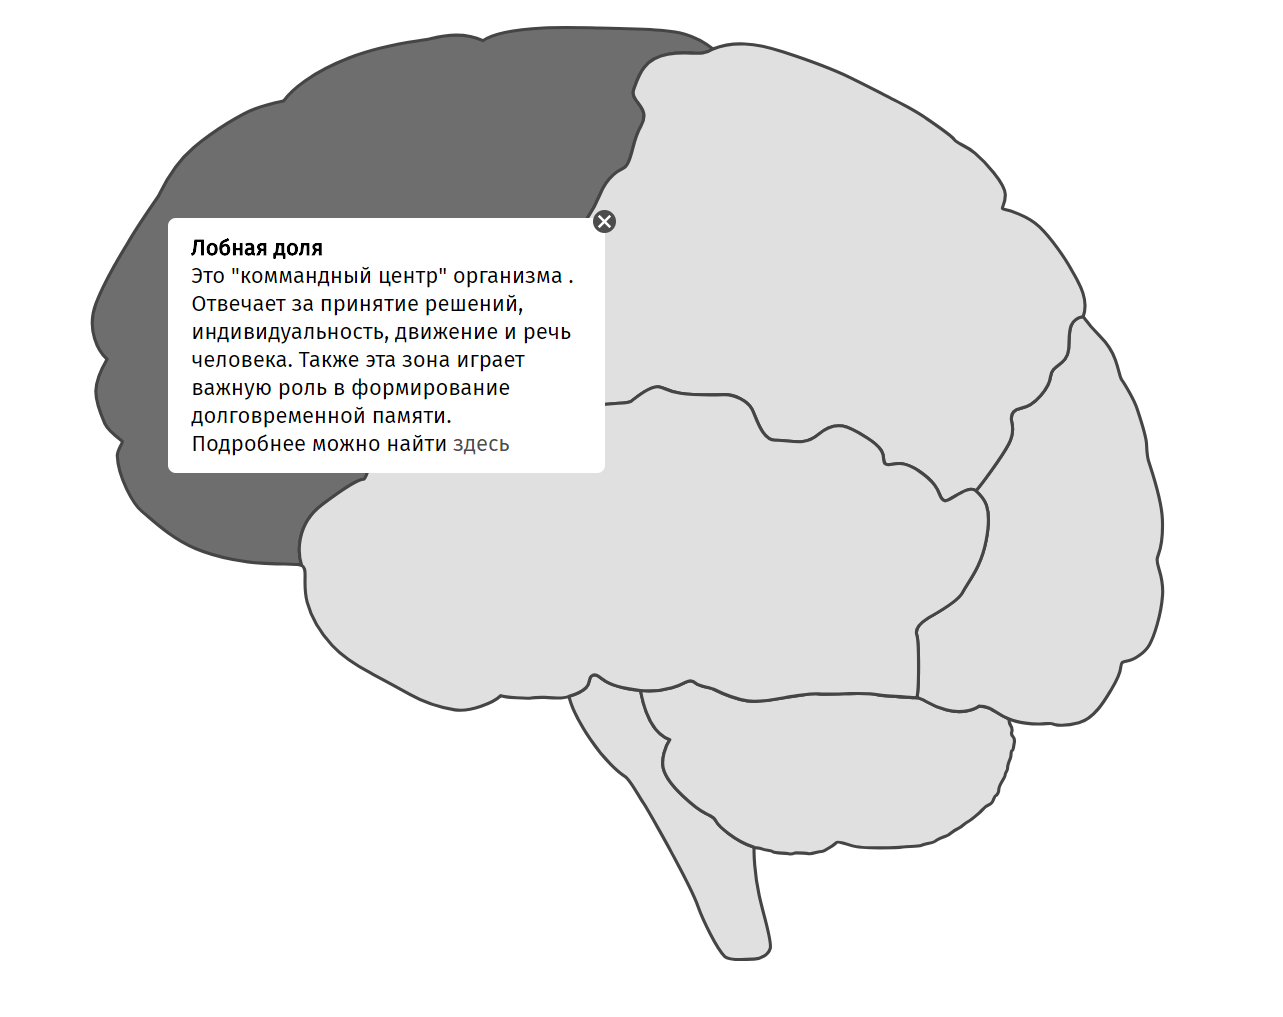 Лобная доля
Это "коммандный центр" организма .
Отвечает за принятие решений,
индивидуальность, движение и речь
человека. Также эта зона играет
важную роль в формирование
долговременной памяти.
Подробнее можно найти здесь